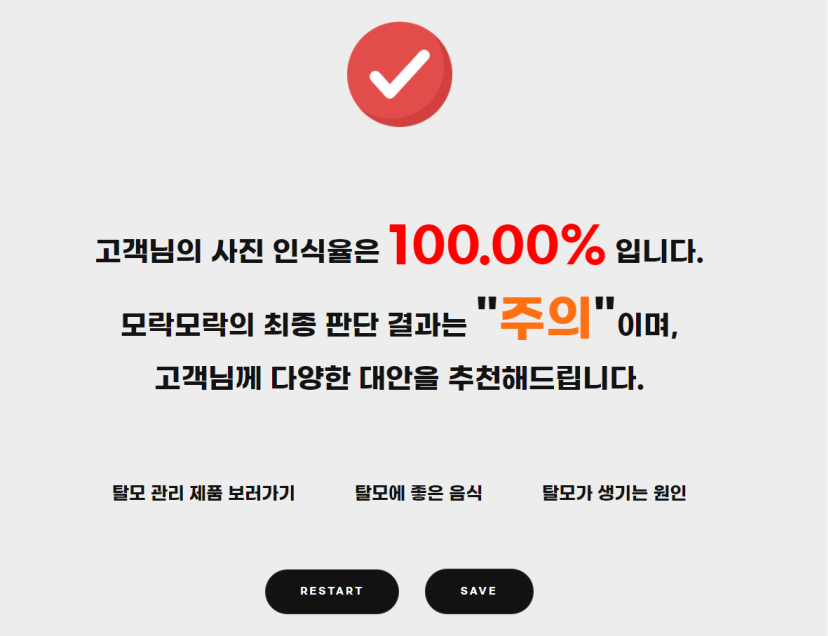 고객님의 사진 인식율은 100.00% 입니다.
모락모락의 최종 판단 결과는 "주의"이며,
고객님께 다양한 대안을 추천해드립니다.
탈모 관리 제품 보러가기 탈모에 좋은 음식 탈모가 생기는 원인
RESTART SAVE